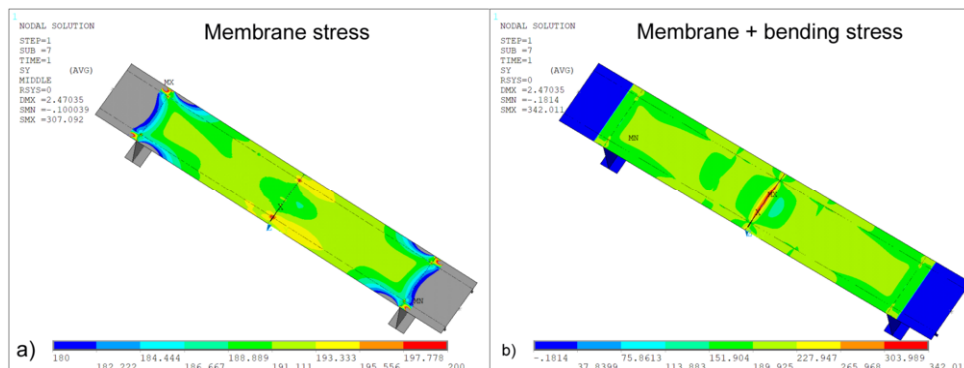 1
NODAL SOLUTION
Membrane stress
STEP=1
SUB =7
TIME=1
SY (AVG)
MIDDLE
RSYS=0
DMX =2.47035
SMN =-.100039
SMX =307.092
MX
X
MN
a)
180 184.444 188.889 193.333 197.778
182.222 186.667 191.111 195.556 200
1
NODAL SOLUTION
Membrane + bending stress
STEP=1
SUB =7
TIME=1
SY (AVG)
RSYS=0
DMX =2.47035
SMN =-.1814
SMX =342.011
MN
MX
X
b)
-.1814 75.8613 151.904 227.947 303.989
37.8399 113.883 189.925 265.968 342.011